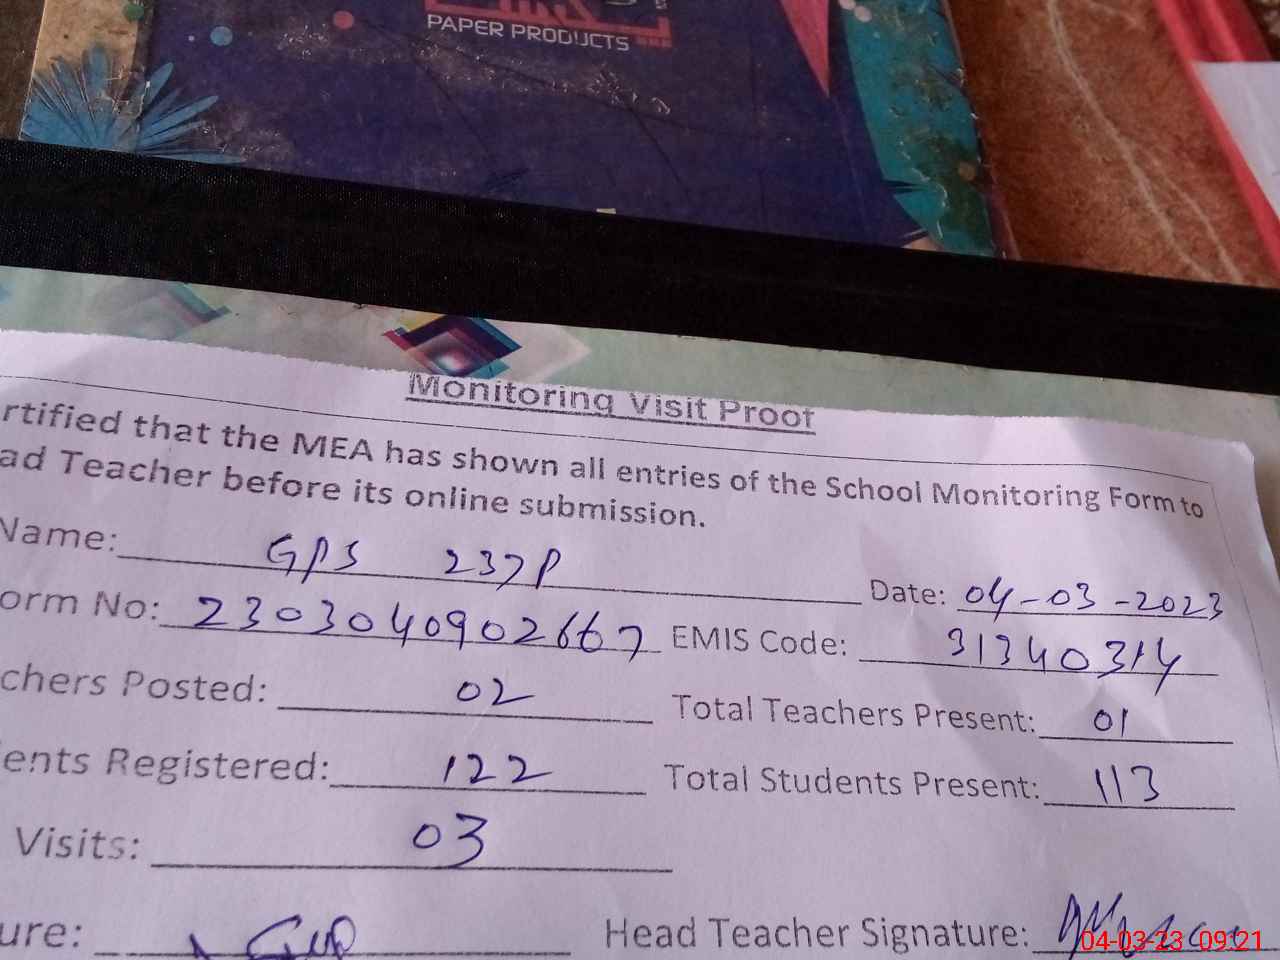 PAPER PRODUCTS
Monitoring Visit Proof
rtified that the MEA has shown all entries of the School Monitoring Form to
ad Teacher before its online submission.
Name: GPS 237P Date: 04-03-2023
orm No: 2303040902667 EMIS Code: 31340314
chers Posted: 02 Total Teachers Present: 01
ents Registered: 122 Total Students Present: 113
Visits: 03
ure: Head Teacher Signature:
04-03-23 09:21